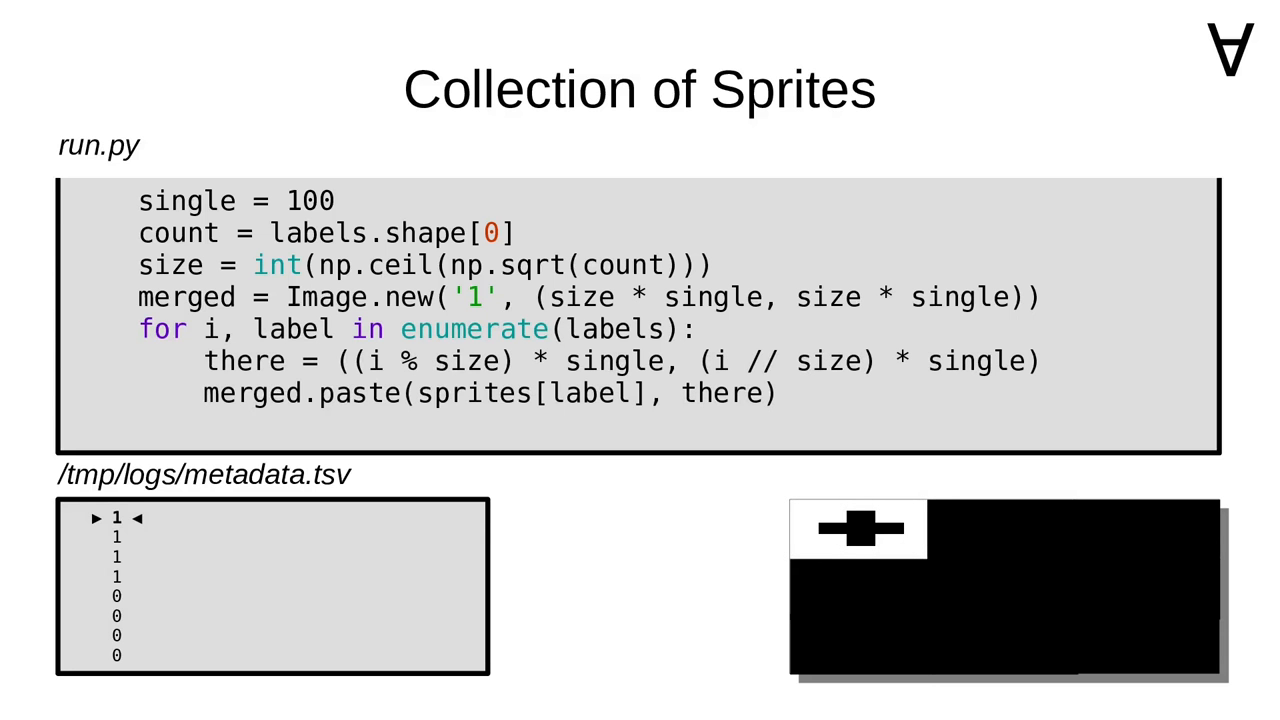 ∀
Collection of Sprites
run.py
single = 100
count = labels.shape[0]
size = int(np.ceil(np.sqrt(count)))
merged = Image.new('1', (size * single, size * single))
for i, label in enumerate(labels):
there = ((i % size) * single, (i // size) * single)
merged.paste(sprites[label], there)
/tmp/logs/metadata.tsv
▶ 1 ◀
1
1
1
0
0
0
0